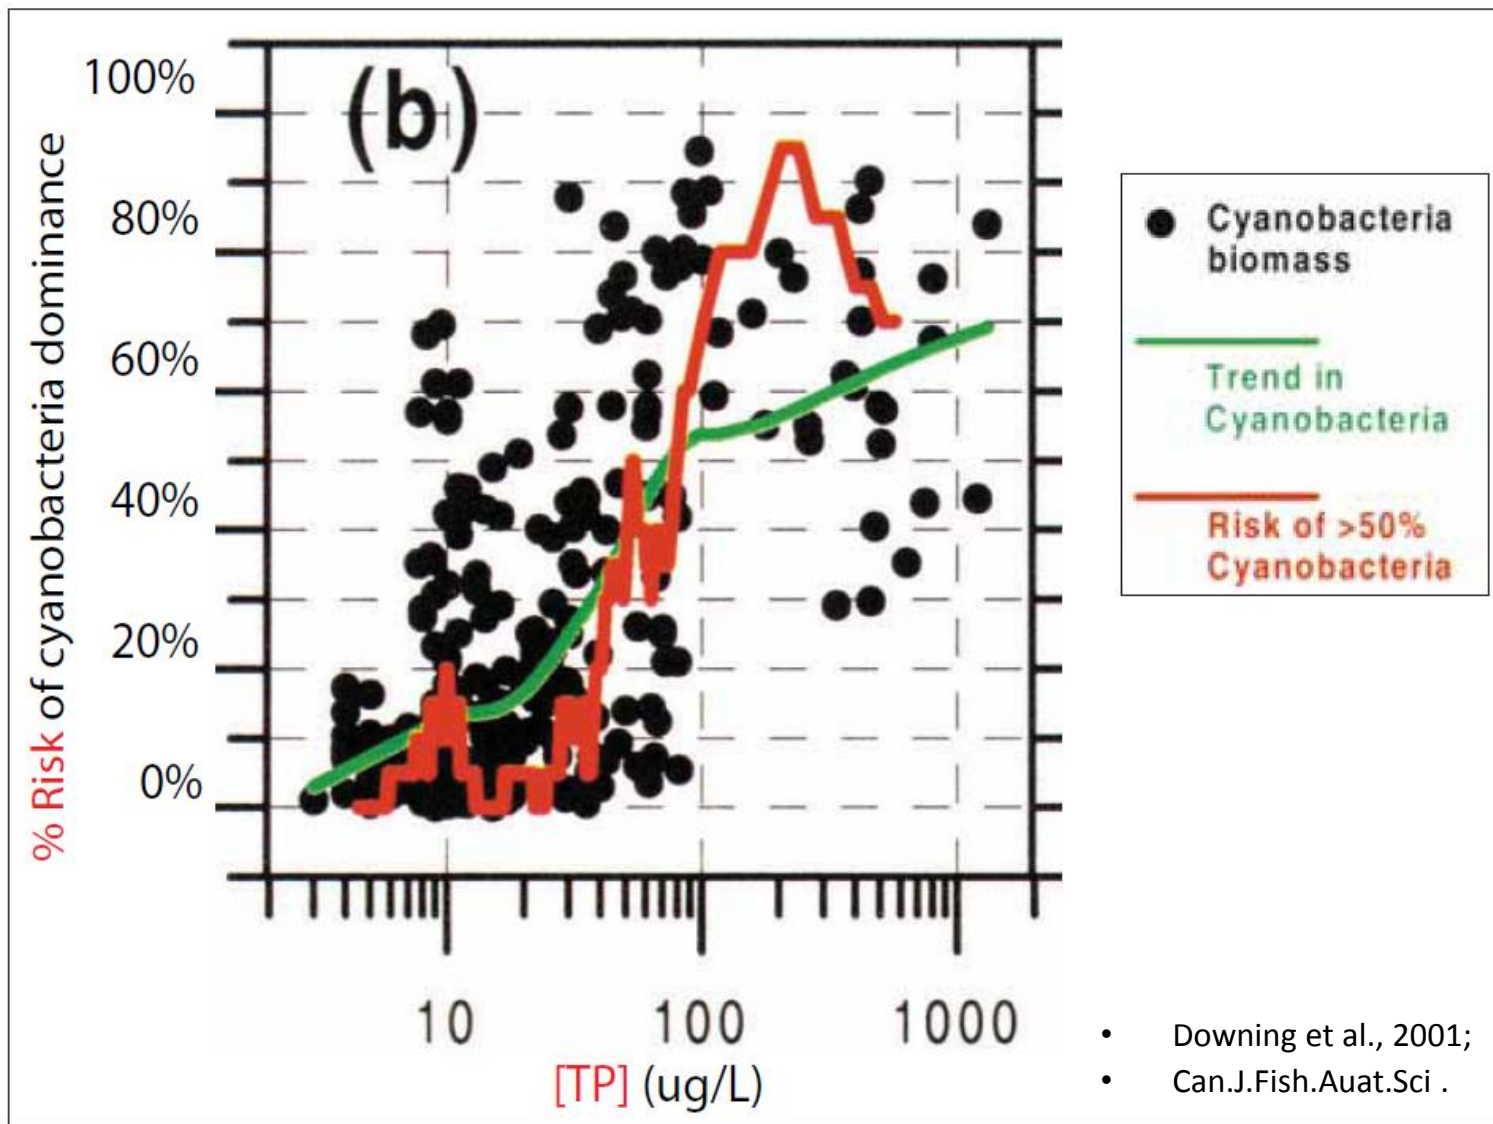 (b)
% Risk of cyanobacteria dominance
100%
80%
60%
40%
20%
0%
10
100
1000
[TP] (ug/L)
Cyanobacteria
biomass
Trend in
Cyanobacteria
Risk of >50%
Cyanobacteria
• Downing et al., 2001;
• Can.J.Fish.Auat.Sci .